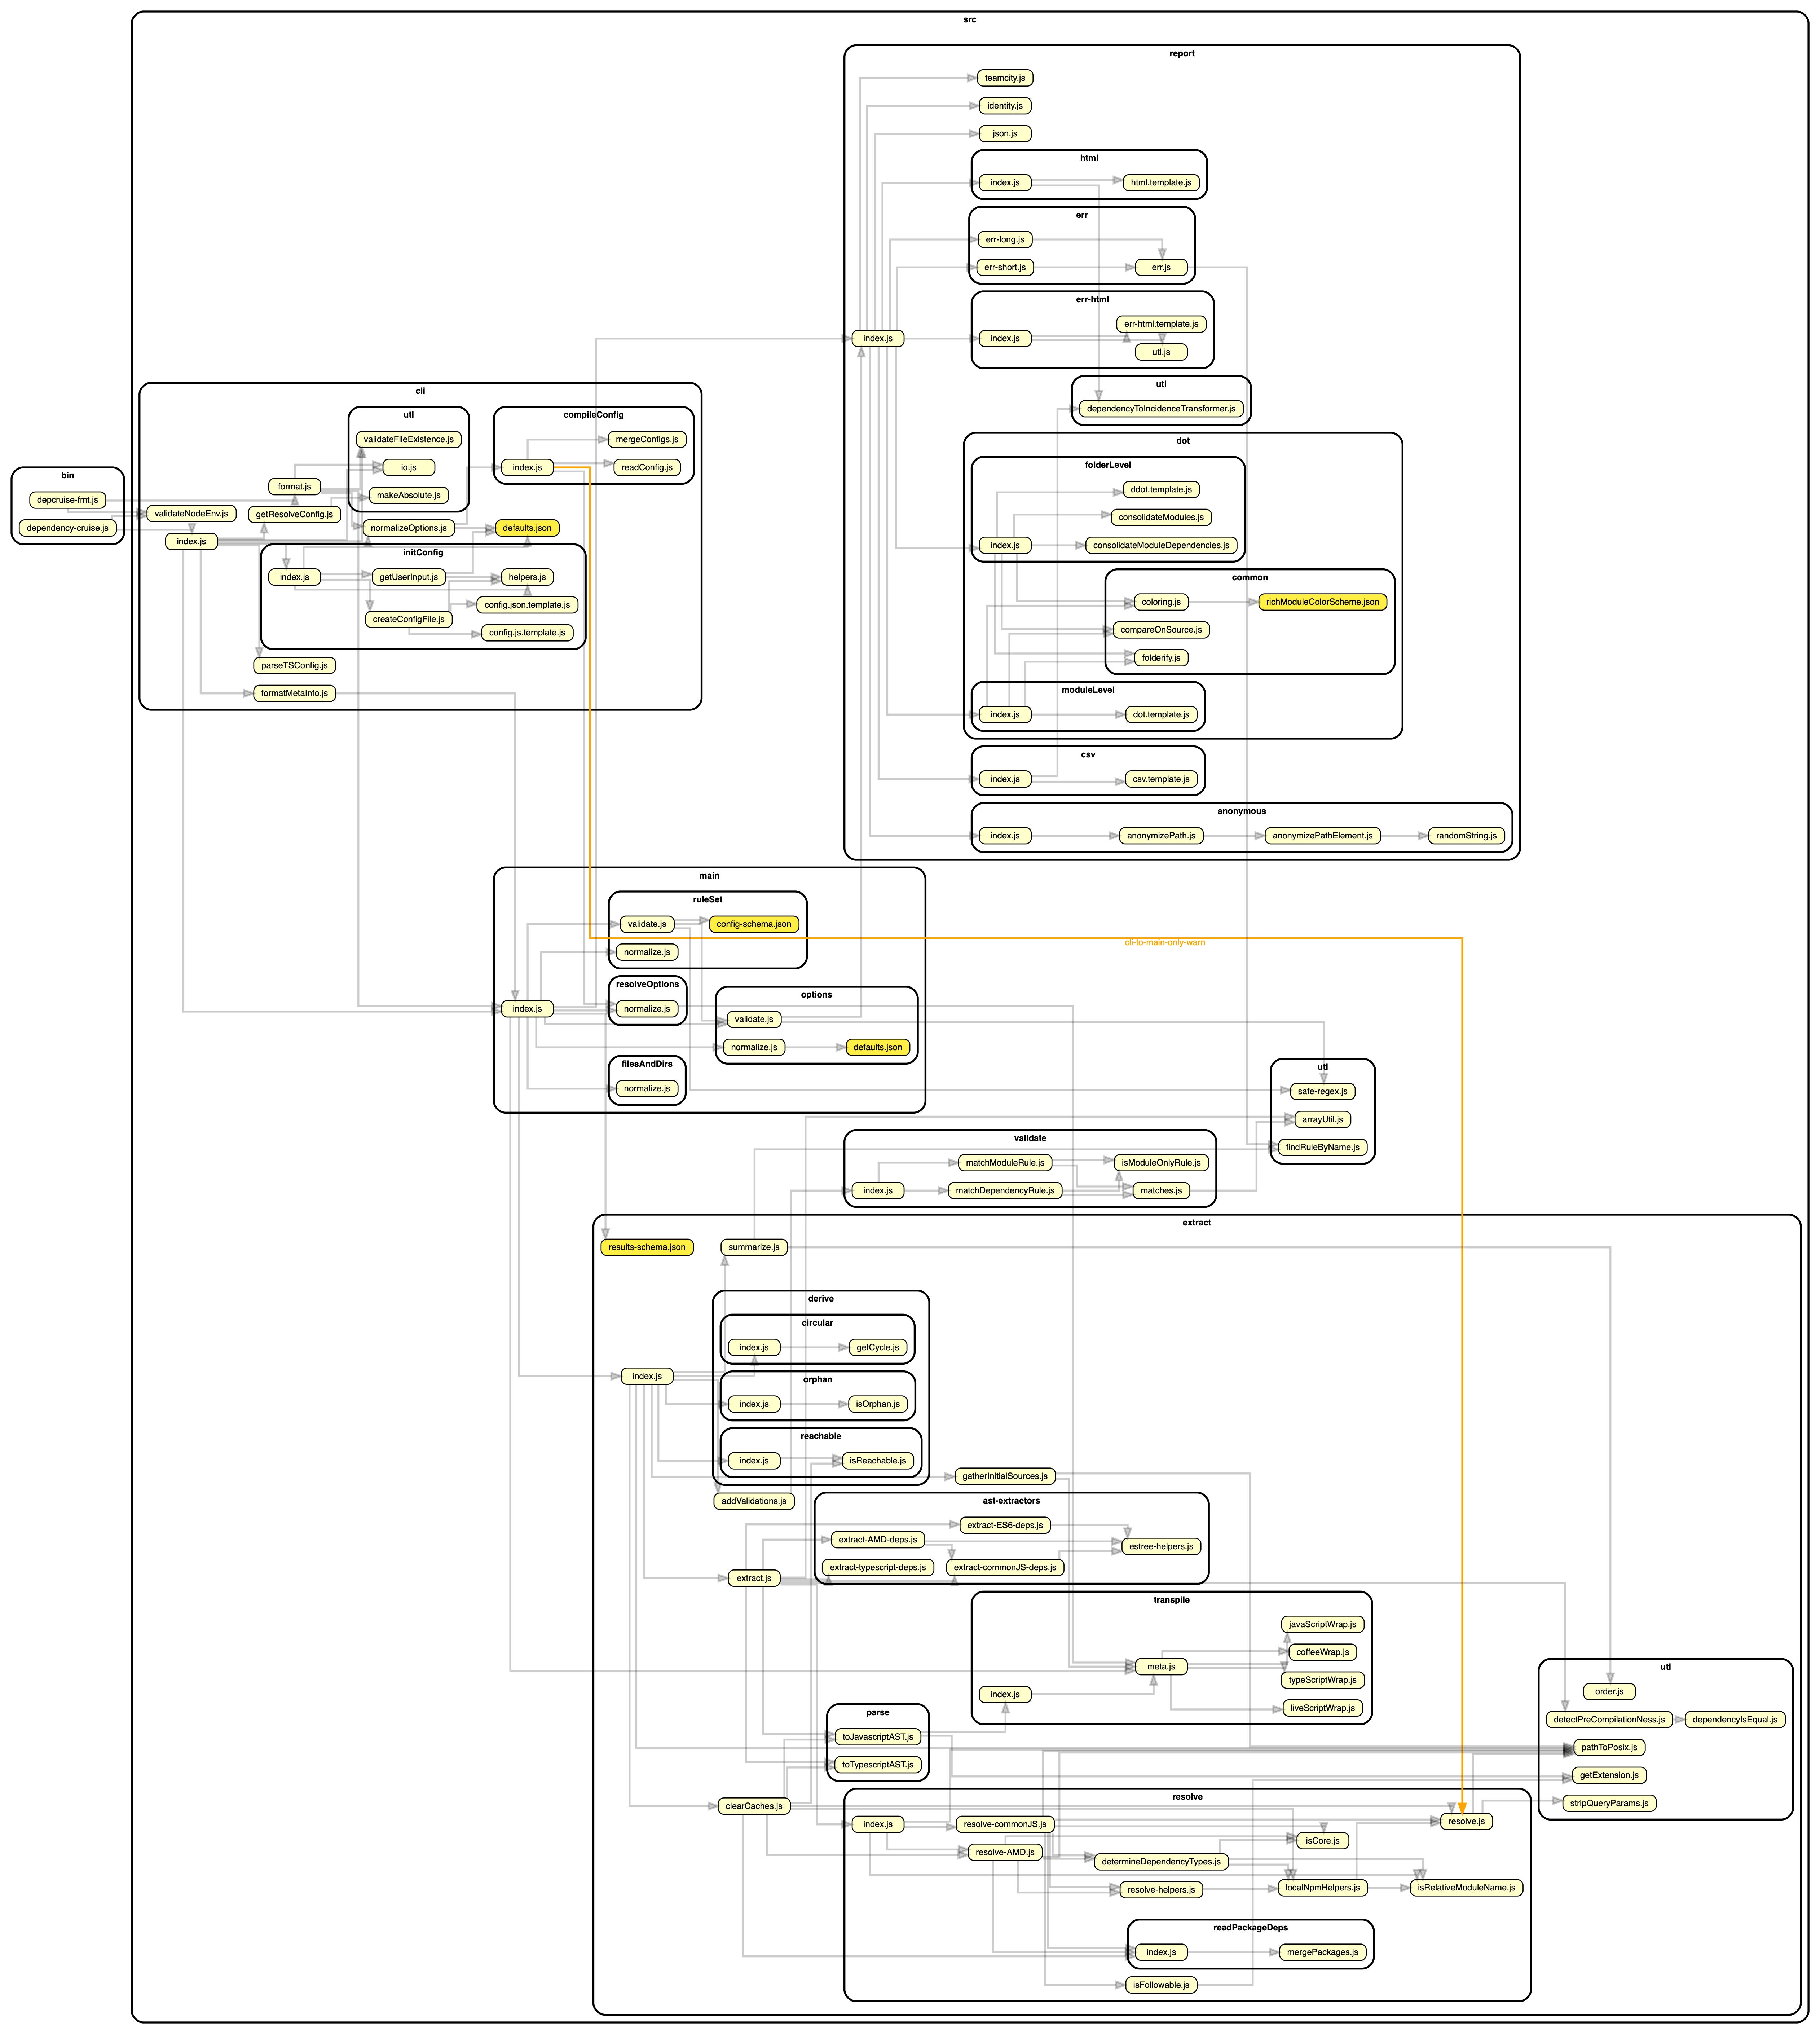 src
report
teamcity.js
identity.js
json.js
html
index.js
html.template.js
err
err-long.js
err-short.js
err.js
err-html
index.js
index.js
err-html.template.js
utl.js
utl
dependencyToIncidenceTransformer.js
dot
folderLevel
ddot.template.js
consolidateModules.js
index.js
consolidateModuleDependencies.js
common
coloring.js
richModuleColorScheme.json
compareOnSource.js
folderify.js
moduleLevel
index.js
dot.template.js
csv
index.js
csv.template.js
anonymous
index.js
anonymizePath.js
anonymizePathElement.js
randomString.js
cli
utl
validateFileExistence.js
io.js
makeAbsolute.js
compileConfig
mergeConfigs.js
index.js
readConfig.js
bin
depcruise-fmt.js
dependency-cruise.js
format.js
validateNodeEnv.js
getResolveConfig.js
index.js
normalizeOptions.js
defaults.json
initConfig
index.js
getUserInput.js
helpers.js
config.json.template.js
createConfigFile.js
config.js.template.js
parseTSConfig.js
formatMetaInfo.js
main
ruleSet
validate.js
config-schema.json
normalize.js
cli-to-main-only-warn
resolveOptions
index.js
normalize.js
options
validate.js
normalize.js
defaults.json
filesAndDirs
normalize.js
utl
safe-regex.js
arrayUtil.js
findRuleByName.js
validate
matchModuleRule.js
isModuleOnlyRule.js
index.js
matchDependencyRule.js
matches.js
extract
results-schema.json
summarize.js
derive
circular
index.js
getCycle.js
index.js
orphan
index.js
isOrphan.js
reachable
index.js
isReachable.js
gatherInitialSources.js
addValidations.js
ast-extractors
extract-ES6-deps.js
extract-AMD-deps.js
estree-helpers.js
extract-typescript-deps.js
extract-commonJS-deps.js
extract.js
transpile
javaScriptWrap.js
coffeeWrap.js
meta.js
typeScriptWrap.js
index.js
liveScriptWrap.js
utl
order.js
detectPreCompilationNess.js
dependencyIsEqual.js
pathToPosix.js
getExtension.js
stripQueryParams.js
parse
toJavascriptAST.js
toTypescriptAST.js
clearCaches.js
resolve
index.js
resolve-commonJS.js
resolve.js
isCore.js
resolve-AMD.js
determineDependencyTypes.js
resolve-helpers.js
localNpmHelpers.js
isRelativeModuleName.js
readPackageDeps
index.js
mergePackages.js
isFollowable.js